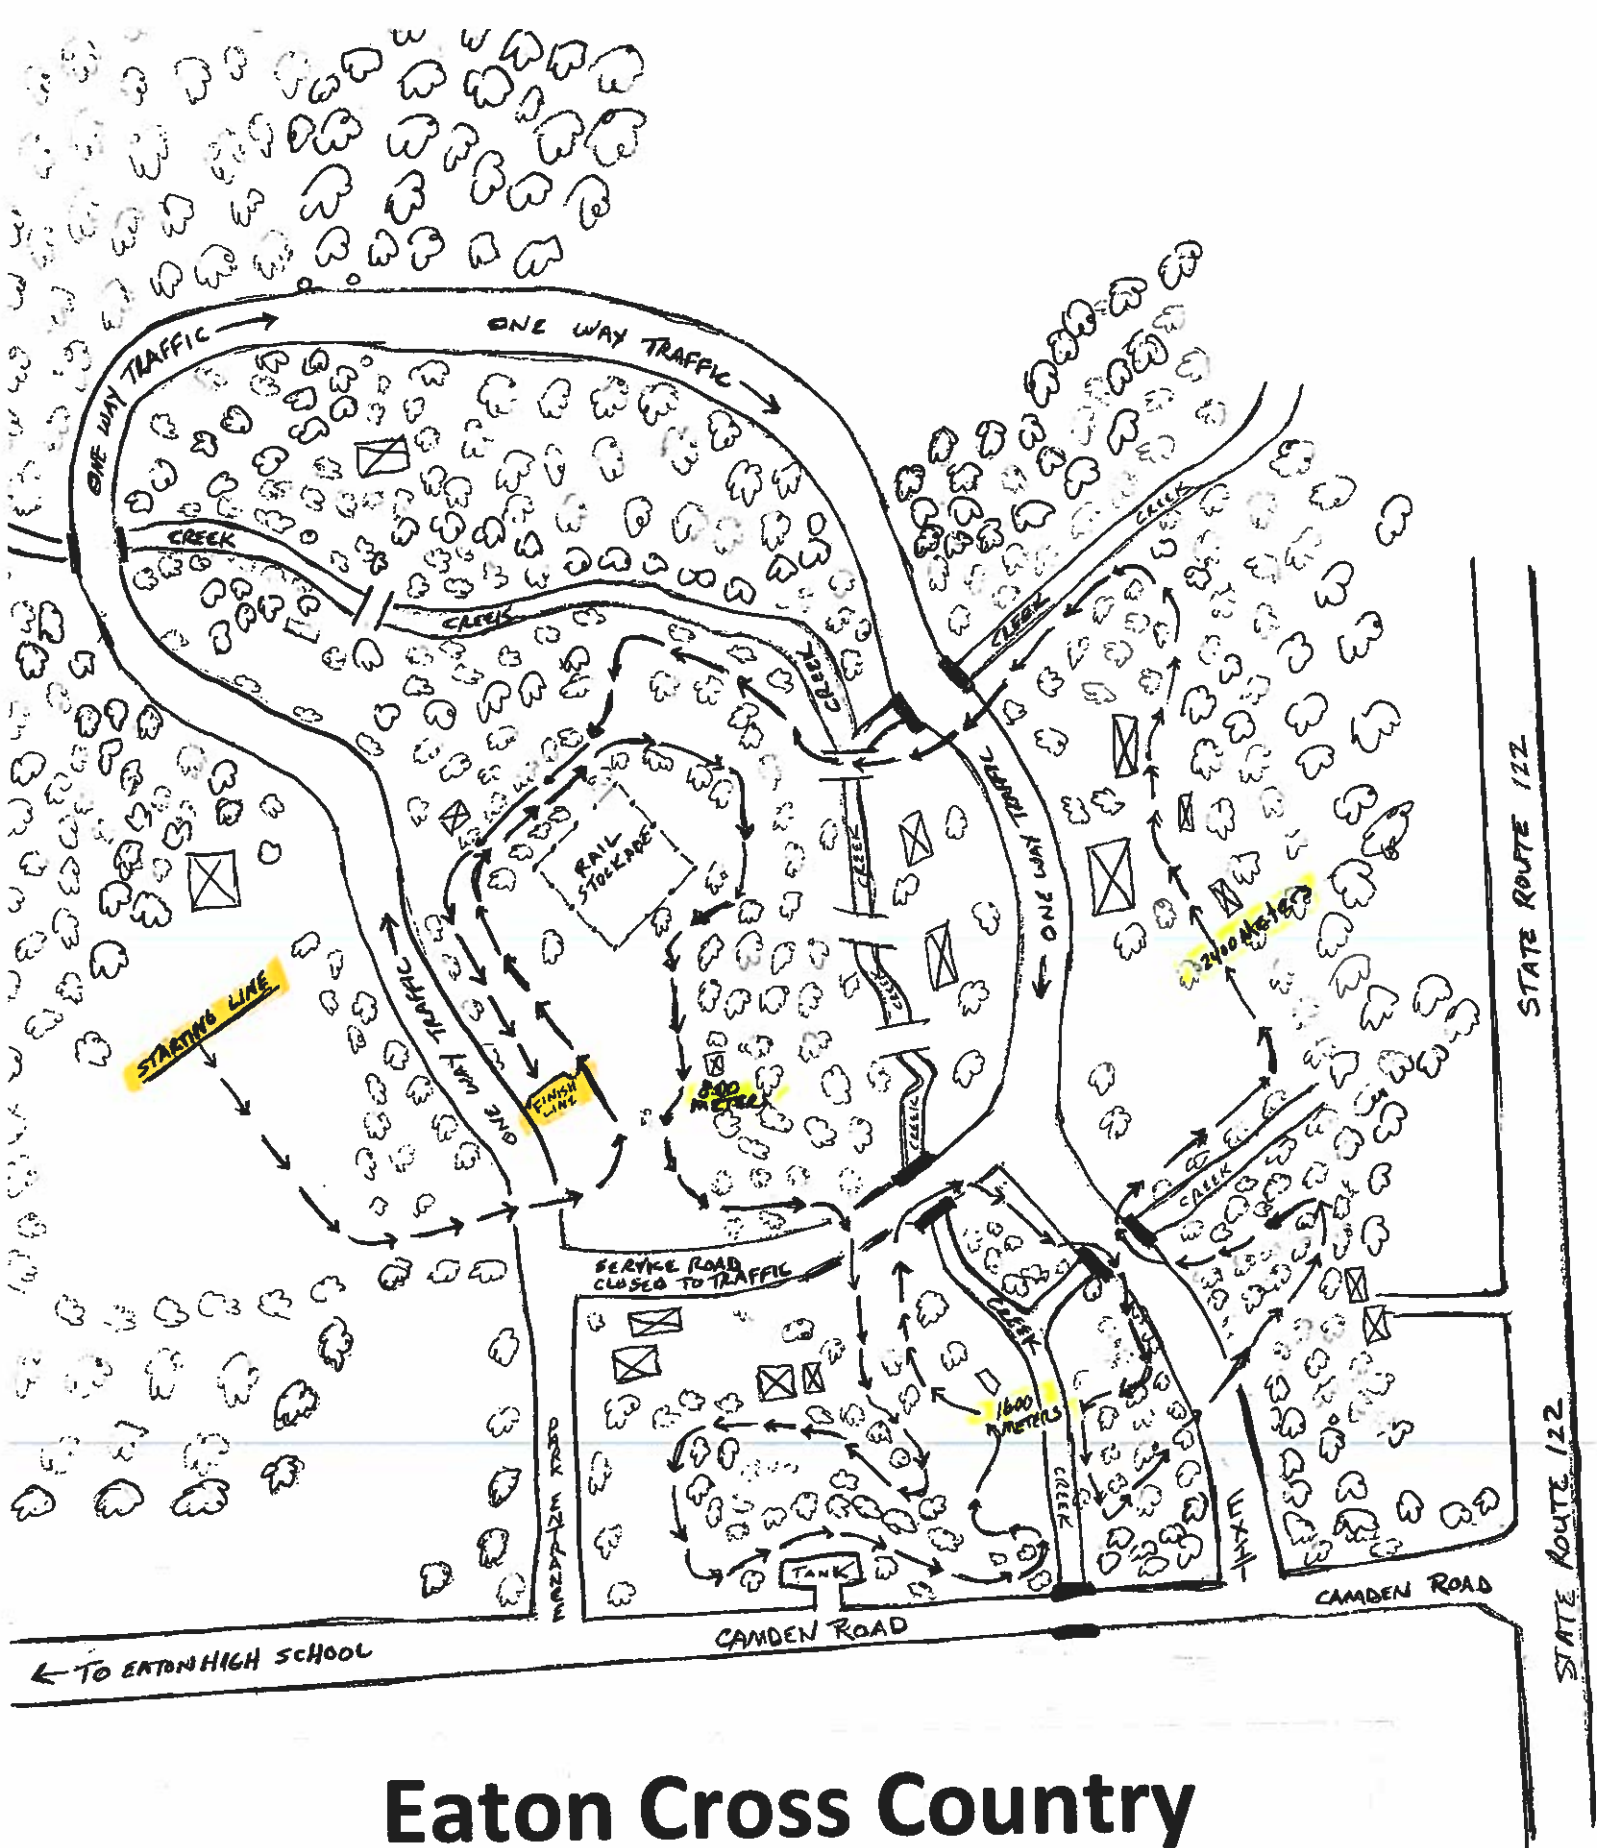 ONE WAY TRAFFIC
ONE WAY TRAFFIC
CREEK
CREEK
CREEK
CREEK
CREEK
RAIL
STOCKADE
CREEK
CREEK
CREEK
ONE WAY TRAFFIC
STATE ROUTE 122
2400 METERS
STARTING LINE
ONE WAY TRAFFIC
FINISH
LINE
800
METERS
CREEK
SERVICE ROAD
CLOSED TO TRAFFIC
CREEK
1600
METERS
CREEK
PARK ENTRANCE
EXIT
TANK
STATE ROUTE 122
CAMDEN ROAD
CAMDEN ROAD
← TO EATON HIGH SCHOOL
Eaton Cross Country